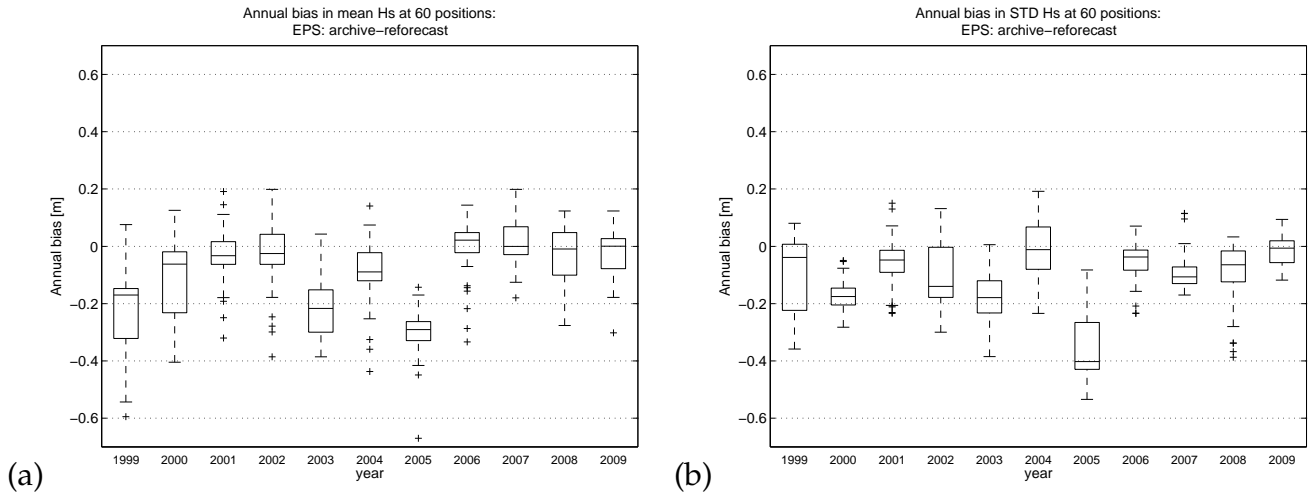 Annual bias in mean Hs at 60 positions:
EPS: archive−reforecast
0.6
0.4
0.2
0
−0.2
−0.4
−0.6
Annual bias [m]
1999 2000 2001 2002 2003 2004 2005 2006 2007 2008 2009
year
(a)
Annual bias in STD Hs at 60 positions:
EPS: archive−reforecast
0.6
0.4
0.2
0
−0.2
−0.4
−0.6
Annual bias [m]
1999 2000 2001 2002 2003 2004 2005 2006 2007 2008 2009
year
(b)